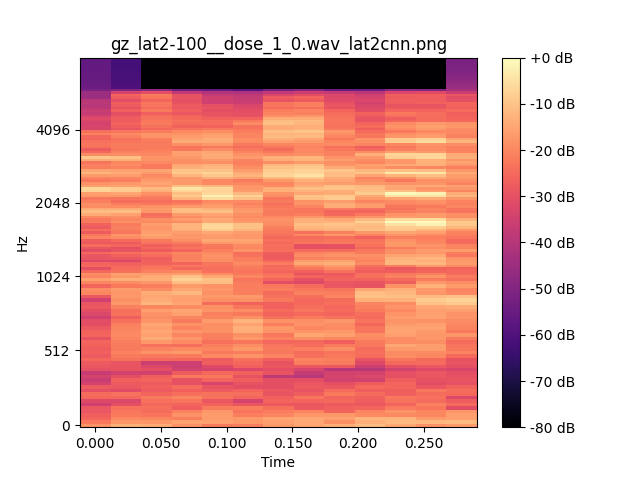 gz_lat2-100__dose_1_0.wav_lat2cnn.png
+0 dB
-10 dB
-20 dB
-30 dB
-40 dB
-50 dB
-60 dB
-70 dB
-80 dB
4096
2048
1024
512
0
Hz
0.000 0.050 0.100 0.150 0.200 0.250
Time